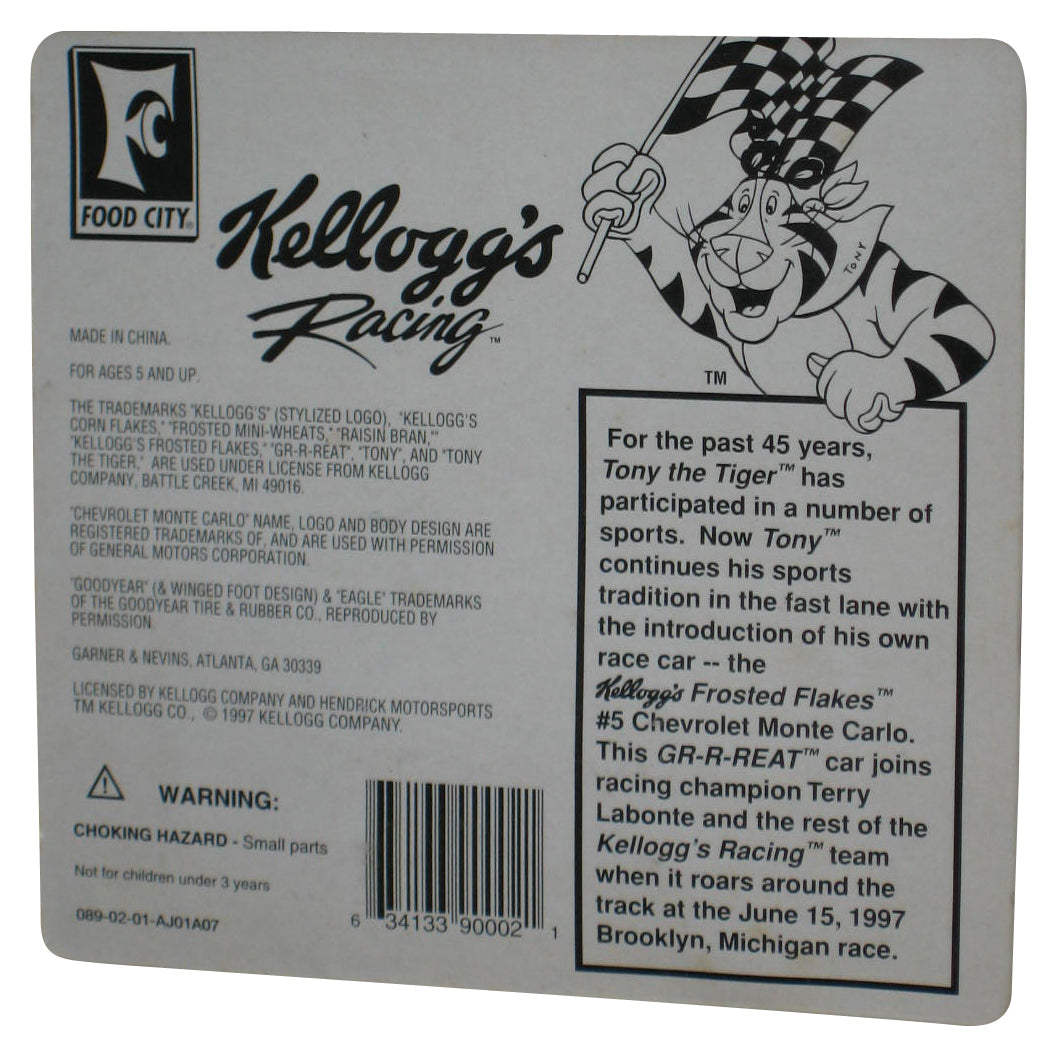 FC
FOOD CITY®
Kellogg's
Racing™
MADE IN CHINA.
FOR AGES 5 AND UP.
THE TRADEMARKS "KELLOGG'S" (STYLIZED LOGO), "KELLOGG'S
CORN FLAKES," "FROSTED MINI-WHEATS," "RAISIN BRAN,""
"KELLOGG'S FROSTED FLAKES," "GR-R-REAT", "TONY", AND "TONY
THE TIGER," ARE USED UNDER LICENSE FROM KELLOGG
COMPANY, BATTLE CREEK, MI 49016.
"CHEVROLET MONTE CARLO" NAME, LOGO AND BODY DESIGN ARE
REGISTERED TRADEMARKS OF, AND ARE USED WITH PERMISSION
OF GENERAL MOTORS CORPORATION.
"GOODYEAR" (& WINGED FOOT DESIGN) & "EAGLE" TRADEMARKS
OF THE GOODYEAR TIRE & RUBBER CO., REPRODUCED BY
PERMISSION.
GARNER & NEVINS, ATLANTA, GA 30339
LICENSED BY KELLOGG COMPANY AND HENDRICK MOTORSPORTS
TM KELLOGG CO., © 1997 KELLOGG COMPANY.
WARNING:
CHOKING HAZARD - Small parts
Not for children under 3 years
089-02-01-AJ01A07
6 34133 90002 1
TONY
TM
For the past 45 years,
Tony the Tiger™ has
participated in a number of
sports. Now Tony™
continues his sports
tradition in the fast lane with
the introduction of his own
race car -- the
Kellogg's Frosted Flakes™
#5 Chevrolet Monte Carlo.
This GR-R-REAT™ car joins
racing champion Terry
Labonte and the rest of the
Kellogg's Racing™ team
when it roars around the
track at the June 15, 1997
Brooklyn, Michigan race.